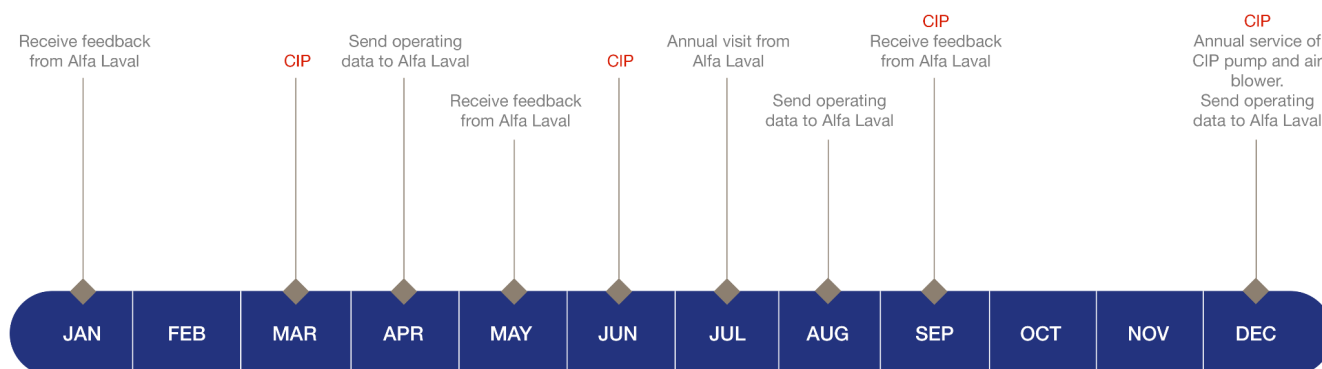 Receive feedback
from Alfa Laval
CIP
Send operating
data to Alfa Laval
Receive feedback
from Alfa Laval
CIP
Annual visit from
Alfa Laval
Send operating
data to Alfa Laval
CIP
Receive feedback
from Alfa Laval
CIP
Annual service of
CIP pump and air
blower.
Send operating
data to Alfa Laval
JAN
FEB
MAR
APR
MAY
JUN
JUL
AUG
SEP
OCT
NOV
DEC